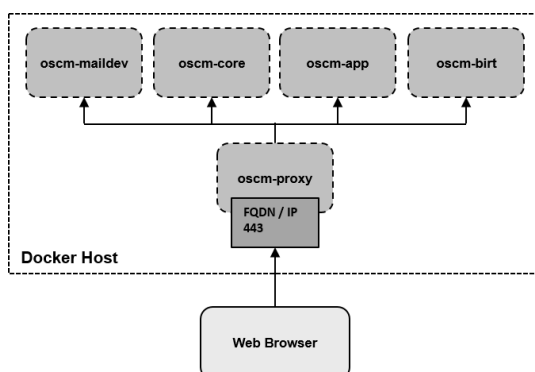 oscm-maildev
oscm-core
oscm-app
oscm-birt
oscm-proxy
FQDN / IP
443
Docker Host
Web Browser